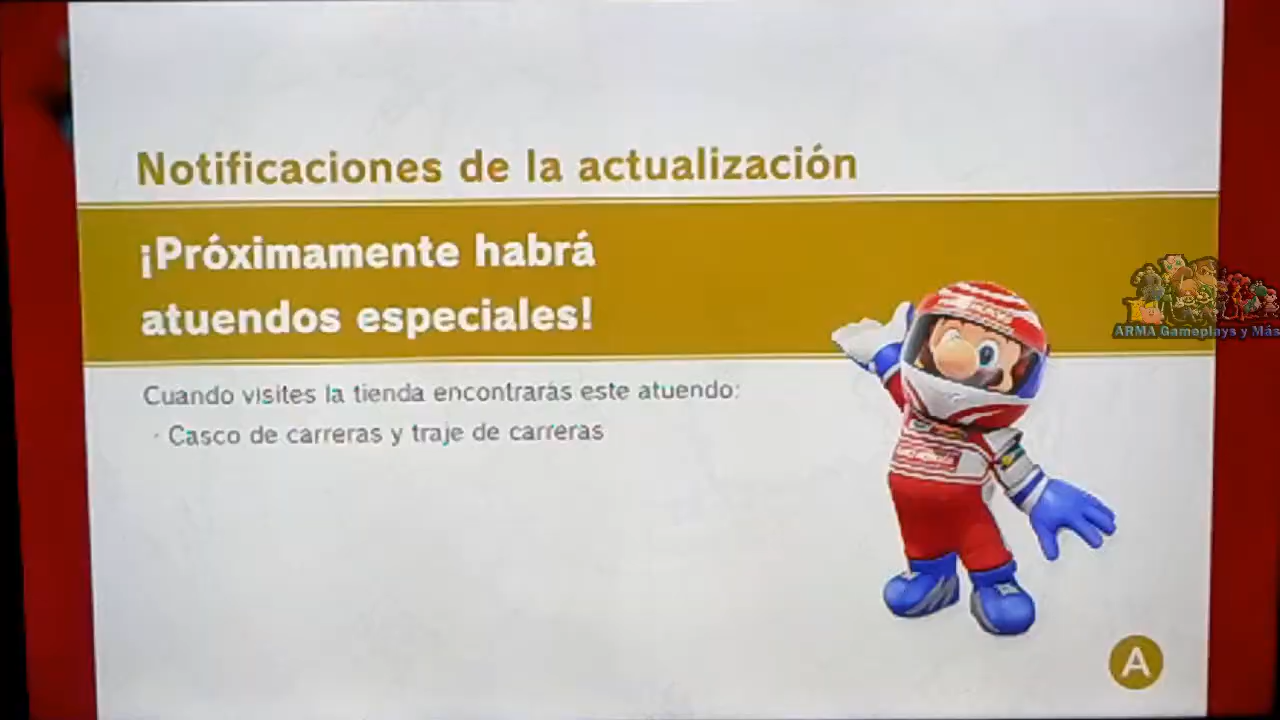 Notificaciones de la actualización
¡Próximamente habrá
atuendos especiales!
Cuando visites la tienda encontrarás este atuendo:
· Casco de carreras y traje de carreras
ARMA Gameplays y Más
A